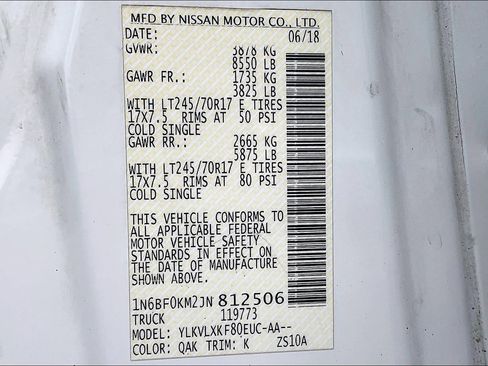 MFD BY NISSAN MOTOR CO., LTD.
DATE: 06/18
GVWR: 3878 KG
8550 LB
GAWR FR.: 1735 KG
3825 LB
WITH LT245/70R17 E TIRES
17X7.5 RIMS AT 50 PSI
COLD SINGLE
GAWR RR.: 2665 KG
5875 LB
WITH LT245/70R17 E TIRES
17X7.5 RIMS AT 80 PSI
COLD SINGLE
THIS VEHICLE CONFORMS TO
ALL APPLICABLE FEDERAL
MOTOR VEHICLE SAFETY
STANDARDS IN EFFECT ON
THE DATE OF MANUFACTURE
SHOWN ABOVE.
1N6BF0KM2JN 812506
TRUCK 119773
MODEL: YLKVLXKF80EUC-AA--
COLOR: QAK TRIM: K ZS10A